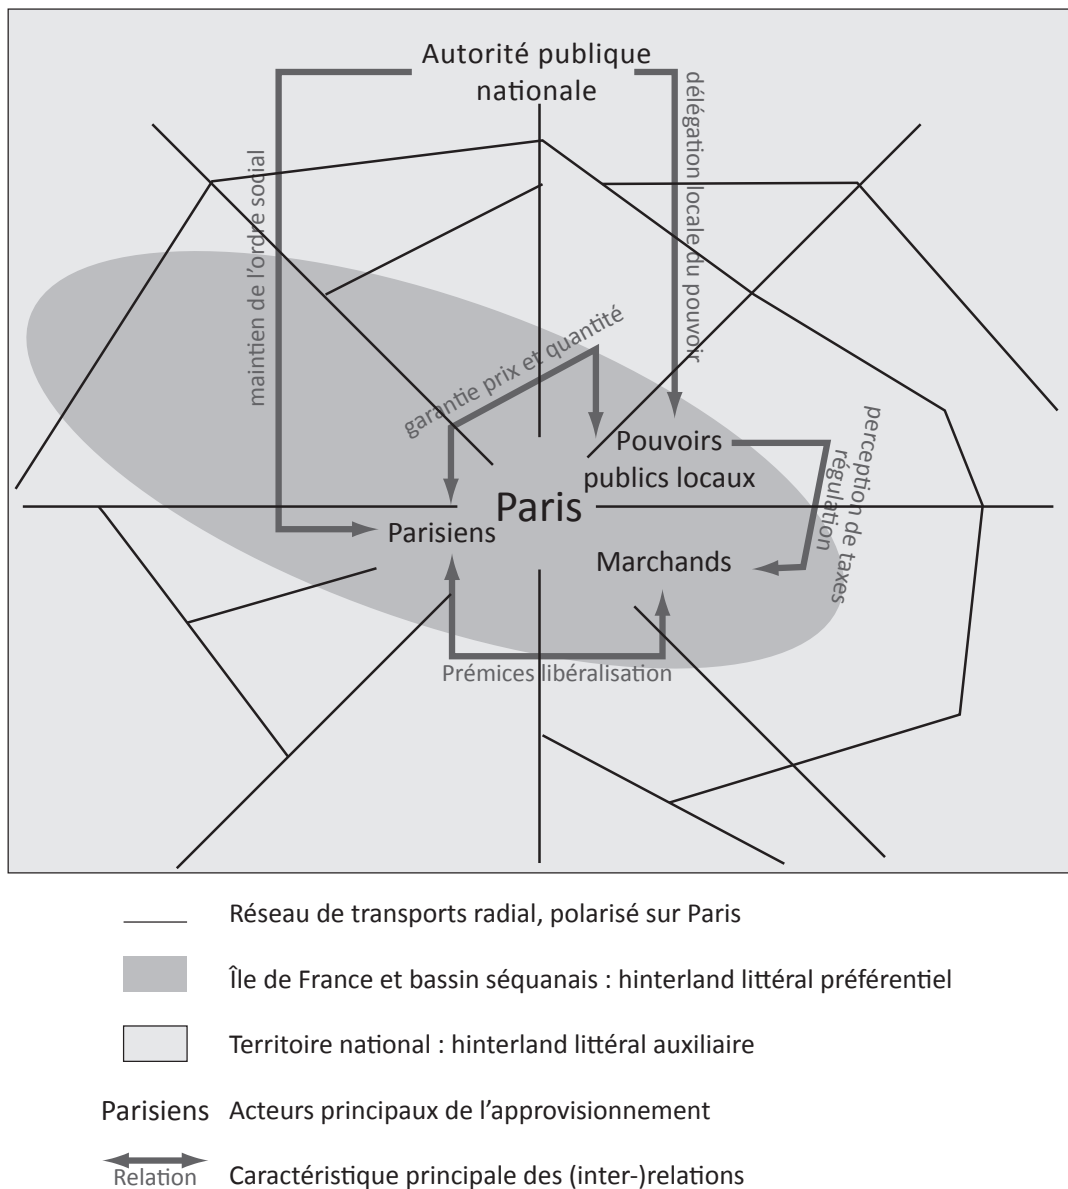 Autorité publique
nationale
maintien de l'ordre social
délégation locale du pouvoir
garantie prix et quantité
Pouvoirs
publics locaux
Paris
Parisiens
Marchands
perception de taxes
régulation
Prémices libéralisation
Réseau de transports radial, polarisé sur Paris
Île de France et bassin séquanais : hinterland littéral préférentiel
Territoire national : hinterland littéral auxiliaire
Parisiens Acteurs principaux de l'approvisionnement
Relation Caractéristique principale des (inter-)relations